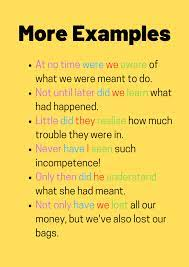 More Examples
• At no time were we aware of
what we were meant to do.
• Not until later did we learn what
had happened.
• Little did they realise how much
trouble they were in.
• Never have I seen such
incompetence!
• Only then did he understand
what she had meant.
• Not only have we lost all our
money, but we've also lost our
bags.